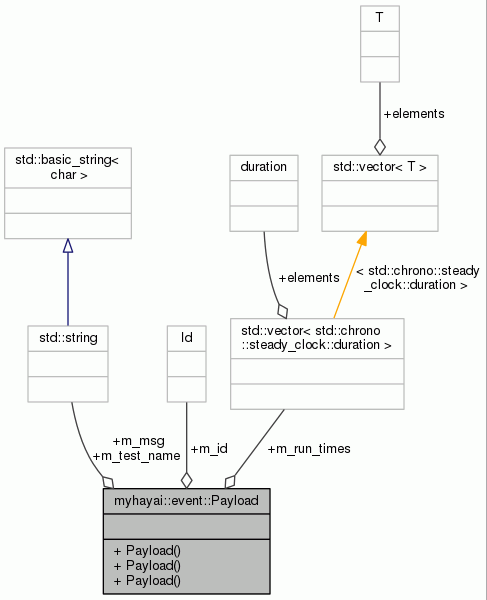 T
+elements
std::basic_string<
char >
duration
std::vector< T >
+elements
< std::chrono::steady
_clock::duration >
std::string
Id
std::vector< std::chrono
::steady_clock::duration >
+m_msg
+m_test_name
+m_id
+m_run_times
myhayai::event::Payload
+ Payload()
+ Payload()
+ Payload()